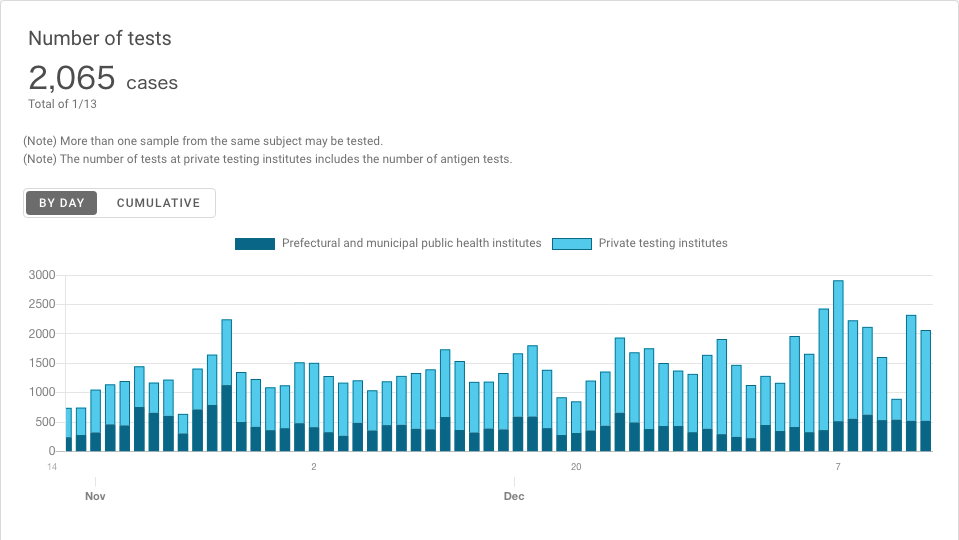 Number of tests
2,065 cases
Total of 1/13
(Note) More than one sample from the same subject may be tested.
(Note) The number of tests at private testing institutes includes the number of antigen tests.
BY DAY CUMULATIVE
Prefectural and municipal public health institutes Private testing institutes
3000
2500
2000
1500
1000
500
0
14 2 20 7
Nov Dec